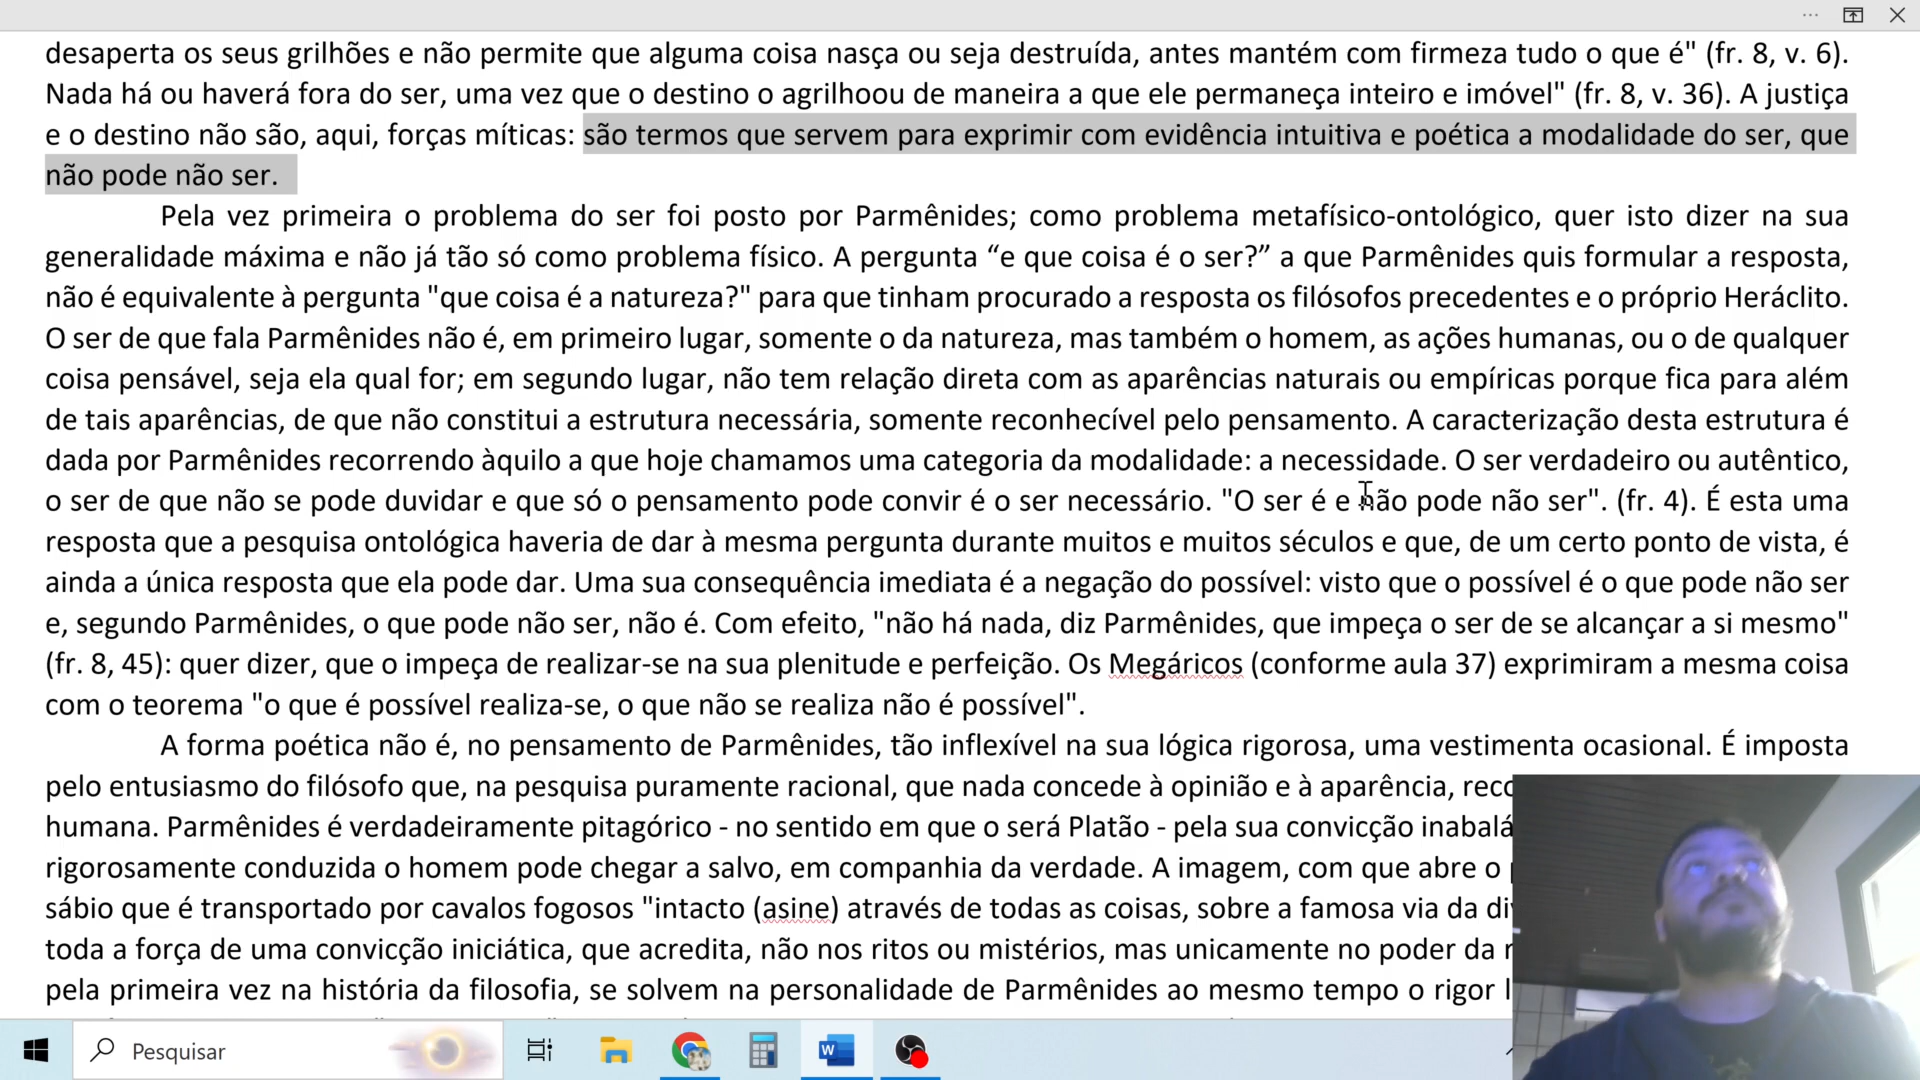 desaperta os seus grilhões e não permite que alguma coisa nasça ou seja destruída, antes mantém com firmeza tudo o que é" (fr. 8, v. 6).
Nada há ou haverá fora do ser, uma vez que o destino o agrilhoou de maneira a que ele permaneça inteiro e imóvel" (fr. 8, v. 36). A justiça
e o destino não são, aqui, forças míticas: são termos que servem para exprimir com evidência intuitiva e poética a modalidade do ser, que
não pode não ser.
Pela vez primeira o problema do ser foi posto por Parmênides; como problema metafísico-ontológico, quer isto dizer na sua
generalidade máxima e não já tão só como problema físico. A pergunta “e que coisa é o ser?” a que Parmênides quis formular a resposta,
não é equivalente à pergunta "que coisa é a natureza?" para que tinham procurado a resposta os filósofos precedentes e o próprio Heráclito.
O ser de que fala Parmênides não é, em primeiro lugar, somente o da natureza, mas também o homem, as ações humanas, ou o de qualquer
coisa pensável, seja ela qual for; em segundo lugar, não tem relação direta com as aparências naturais ou empíricas porque fica para além
de tais aparências, de que não constitui a estrutura necessária, somente reconhecível pelo pensamento. A caracterização desta estrutura é
dada por Parmênides recorrendo àquilo a que hoje chamamos uma categoria da modalidade: a necessidade. O ser verdadeiro ou autêntico,
o ser de que não se pode duvidar e que só o pensamento pode convir é o ser necessário. "O ser é e não pode não ser". (fr. 4). É esta uma
resposta que a pesquisa ontológica haveria de dar à mesma pergunta durante muitos e muitos séculos e que, de um certo ponto de vista, é
ainda a única resposta que ela pode dar. Uma sua consequência imediata é a negação do possível: visto que o possível é o que pode não ser
e, segundo Parmênides, o que pode não ser, não é. Com efeito, "não há nada, diz Parmênides, que impeça o ser de se alcançar a si mesmo"
(fr. 8, 45): quer dizer, que o impeça de realizar-se na sua plenitude e perfeição. Os Megáricos (conforme aula 37) exprimiram a mesma coisa
com o teorema "o que é possível realiza-se, o que não se realiza não é possível".
A forma poética não é, no pensamento de Parmênides, tão inflexível na sua lógica rigorosa, uma vestimenta ocasional. É imposta
pelo entusiasmo do filósofo que, na pesquisa puramente racional, que nada concede à opinião e à aparência,
humana. Parmênides é verdadeiramente pitagórico - no sentido em que o será Platão - pela sua convicção
rigorosamente conduzida o homem pode chegar a salvo, em companhia da verdade. A imagem, com que abre o
sábio que é transportado por cavalos fogosos "intacto (asine) através de todas as coisas, sobre a famosa via da
toda a força de uma convicção iniciática, que acredita, não nos ritos ou mistérios, mas unicamente no poder da
pela primeira vez na história da filosofia, se solvem na personalidade de Parmênides ao mesmo tempo o rigor
Pesquisar